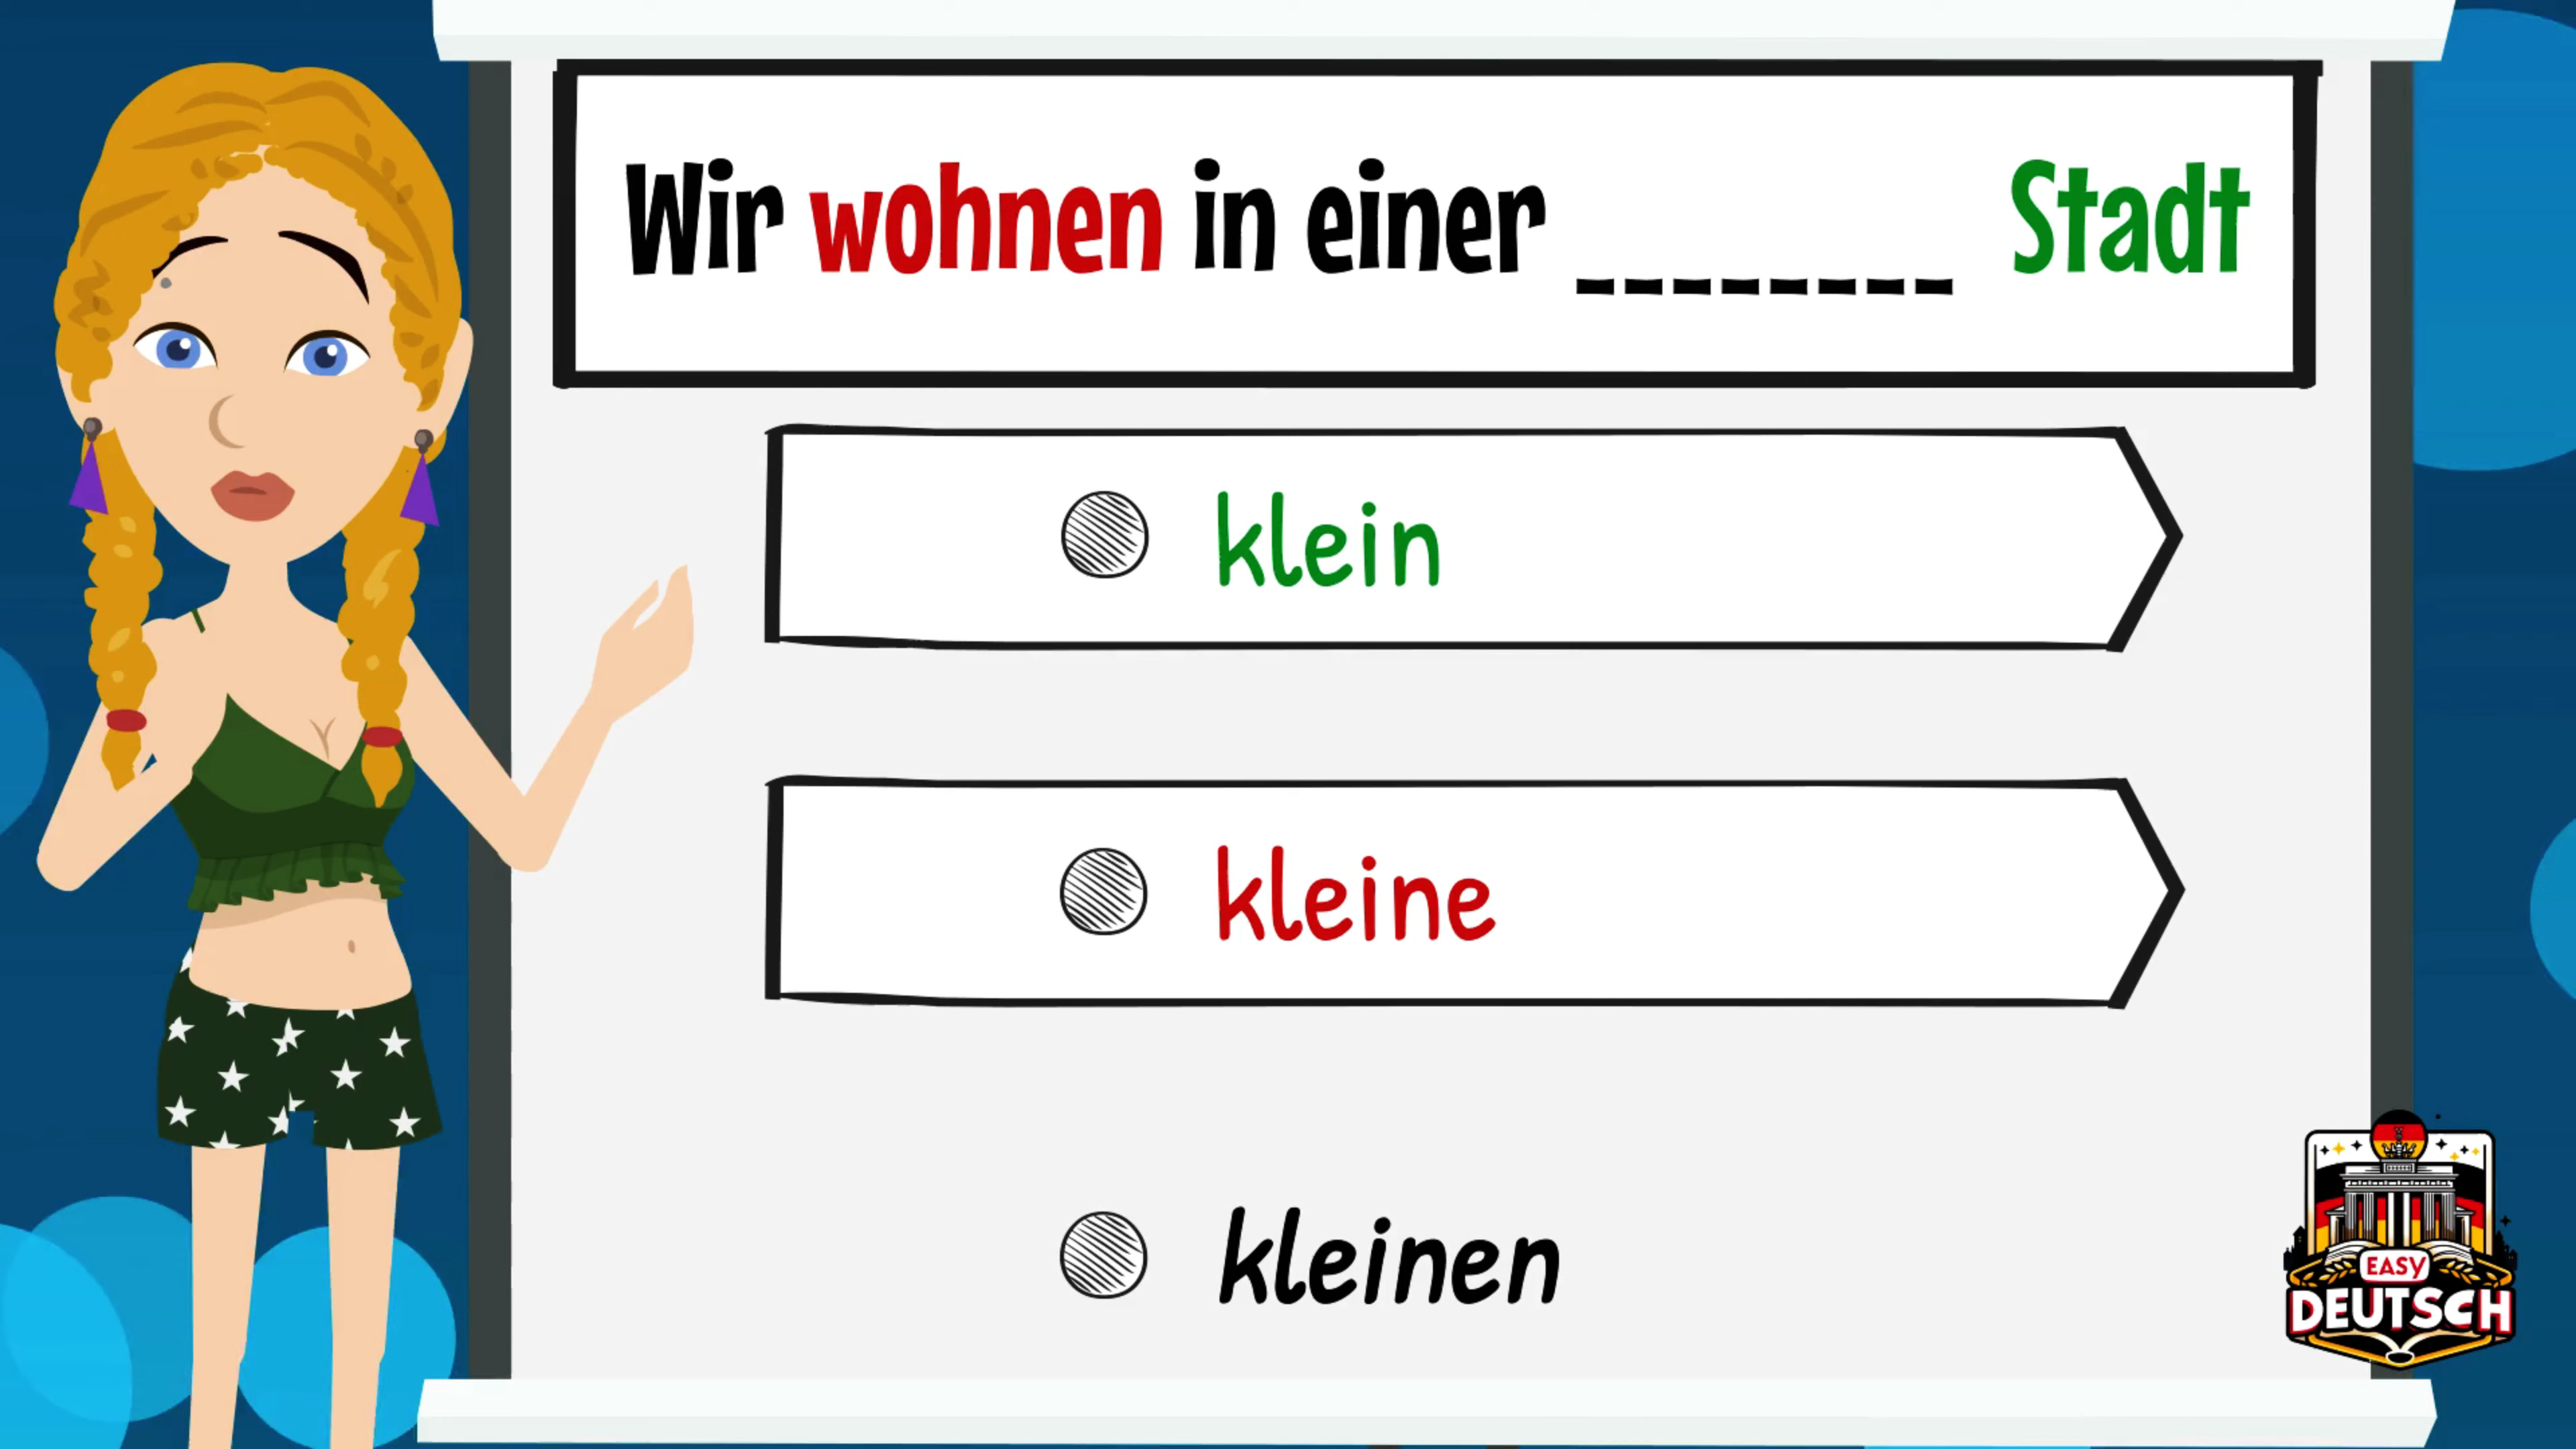 Wir wohnen in einer ________ Stadt
klein
kleine
kleinen
EASY
DEUTSCH